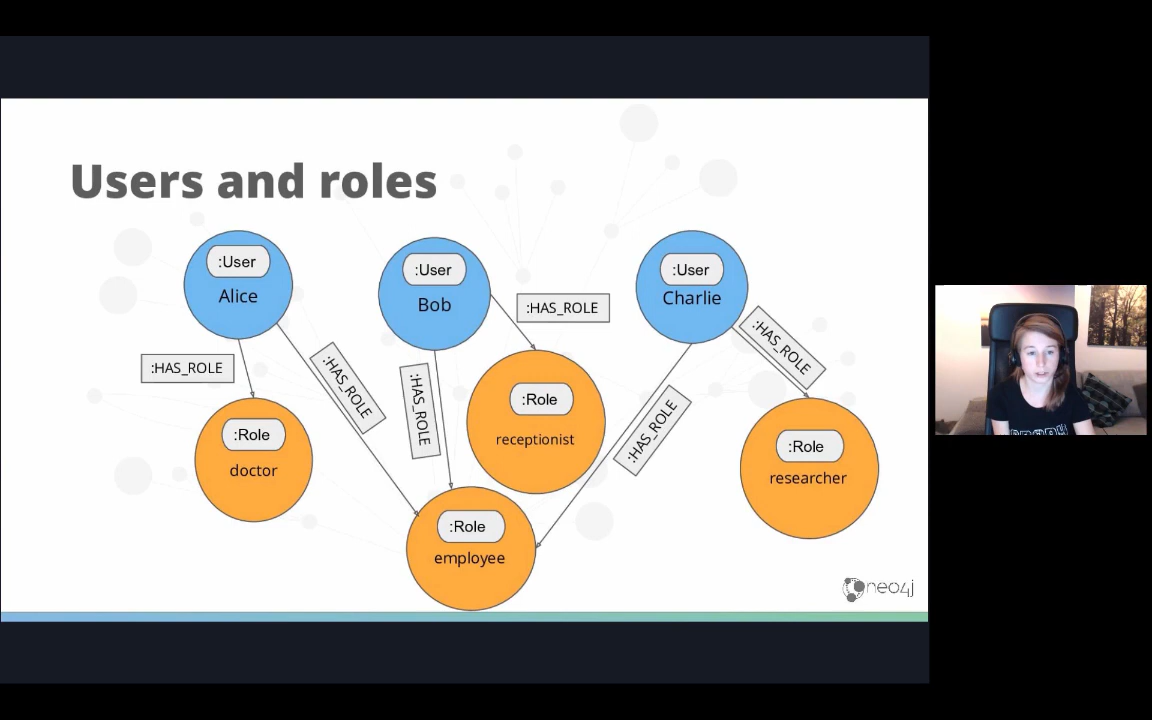 Users and roles
:User
Alice
:User
Bob
:User
Charlie
:HAS_ROLE
:HAS_ROLE
:HAS_ROLE
:HAS_ROLE
:HAS_ROLE
:HAS_ROLE
:Role
doctor
:Role
receptionist
:Role
researcher
:Role
employee
neo4j